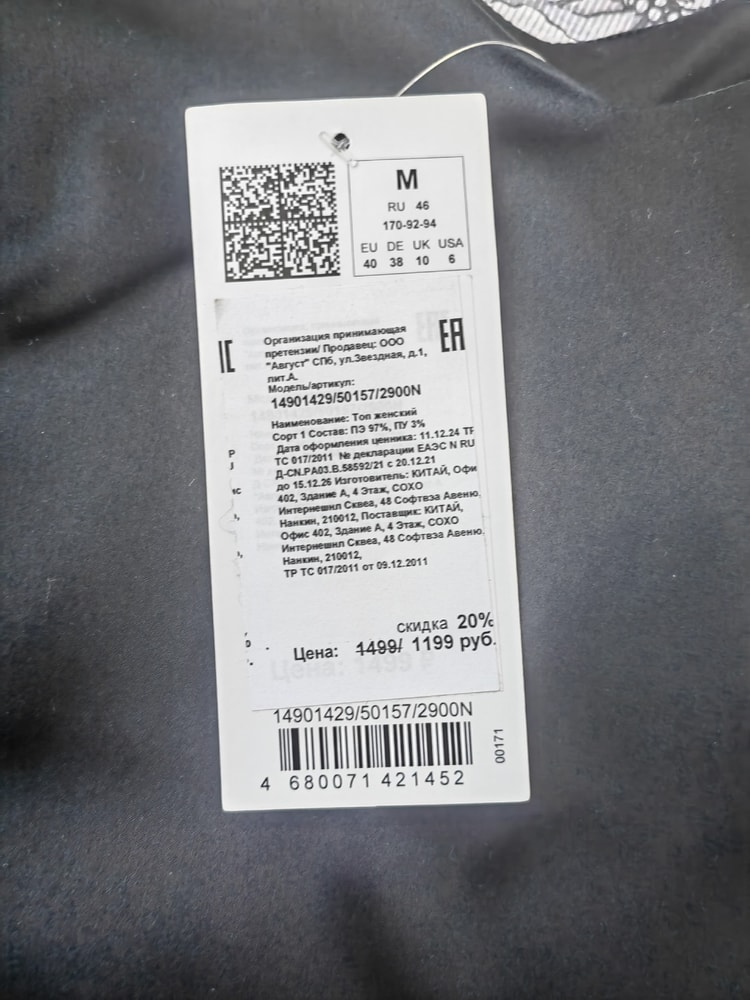 M
RU 46
170-92-94
EU DE UK USA
40 38 10 6
Организация принимающая
претензии/ Продавец: ООО
"Август" СПб, ул.Звездная, д.1,
лит.А.
Модель/артикул:
14901429/50157/2900N
Наименование: Топ женский
Сорт 1 Состав: ПЭ 97%, ПУ 3%
Дата оформления ценника: 11.12.24 ТР
ТС 017/2011 № декларации ЕАЭС N RU
Д-CN.РА03.В.58592/21 с 20.12.21
до 15.12.26 Изготовитель: КИТАЙ, Офи
402, Здание А, 4 Этаж, СОХО
Интернешнл Сквеа, 48 Софтвэа Авеню,
Нанкин, 210012, Поставщик: КИТАЙ,
Офис 402, Здание А, 4 Этаж, СОХО
Интернешнл Сквеа, 48 Софтвэа Авеню,
Нанкин, 210012,
ТР ТС 017/2011 от 09.12.2011
скидка 20%
Цена: 1499/ 1199 руб.
Цена: 1499 ₽
14901429/50157/2900N
4 680071 421452
00171